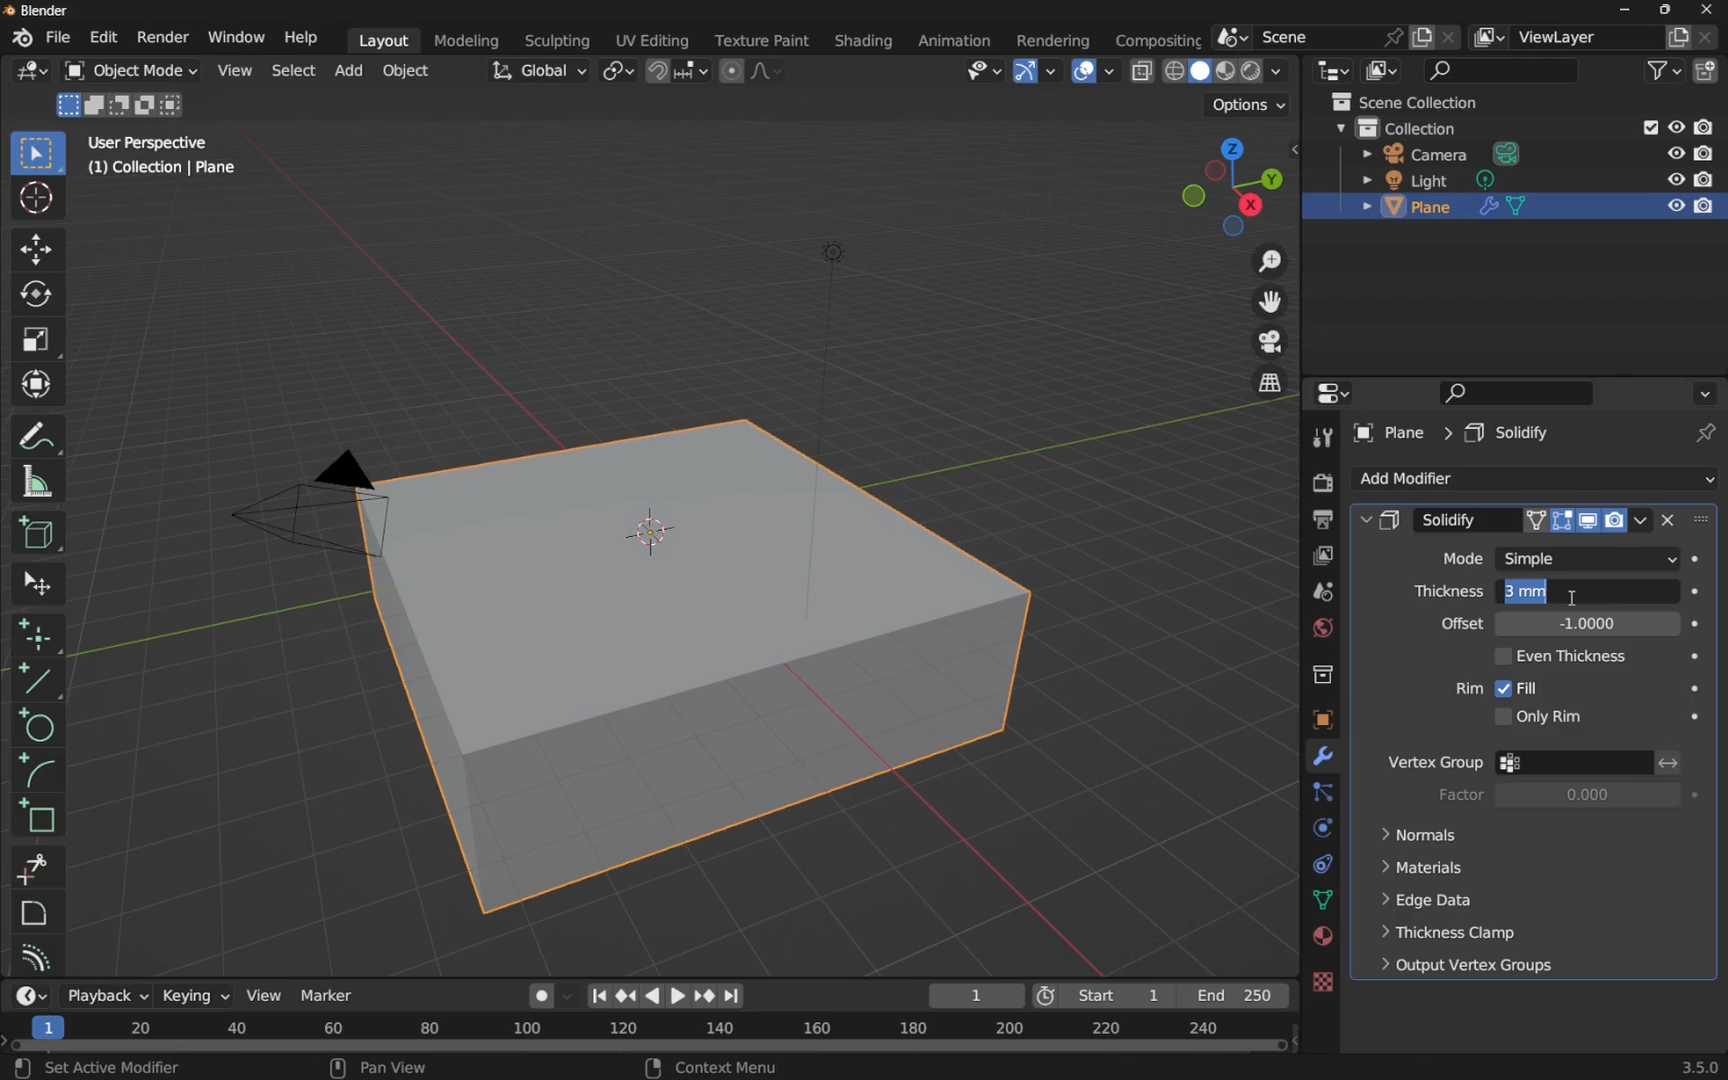 Blender
File Edit Render Window Help Layout Modeling Sculpting UV Editing Texture Paint Shading Animation Rendering Compositing Scene ViewLayer
Object Mode View Select Add Object Global
Options
User Perspective
(1) Collection | Plane
Z
Y
X
Scene Collection
Collection
Camera
Light
Plane
Plane > Solidify
Add Modifier
Solidify
Mode Simple
Thickness 3 mm
Offset -1.0000
Even Thickness
Rim Fill
Only Rim
Vertex Group
Factor 0.000
Normals
Materials
Edge Data
Thickness Clamp
Output Vertex Groups
Playback Keying View Marker 1 Start 1 End 250
1 20 40 60 80 100 120 140 160 180 200 220 240
Set Active Modifier Pan View Context Menu 3.5.0